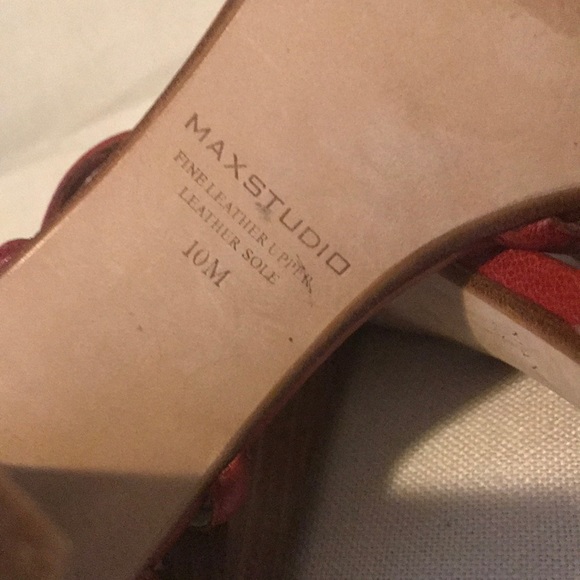 MAXSTUDIO
FINE LEATHER UPPER
LEATHER SOLE
10M